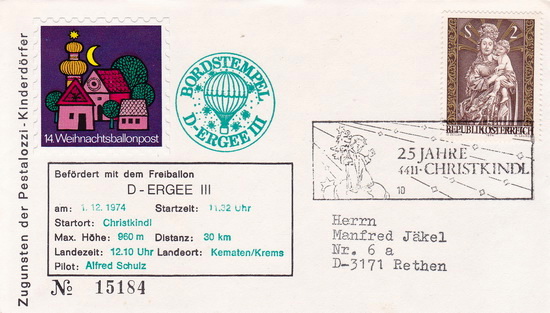 Zugunsten der Pestalozzi-Kinderdörfer
14. Weihnachtsballonpost
BORDSTEMPEL
D-ERGEE III
S 2
REPUBLIK ÖSTERREICH
25 JAHRE
4411-CHRISTKINDL
10
Befördert mit dem Freiballon
D - ERGEE III
am: 1. 12. 1974 Startzeit: 11.02 Uhr
Startort: Christkindl
Max. Höhe: 960 m Distanz: 30 km
Landezeit: 12.10 Uhr Landeort: Kematen/Krems
Pilot: Alfred Schulz
№ 15184
Herrn
Manfred Jäkel
Nr. 6 a
D-3171 Rethen